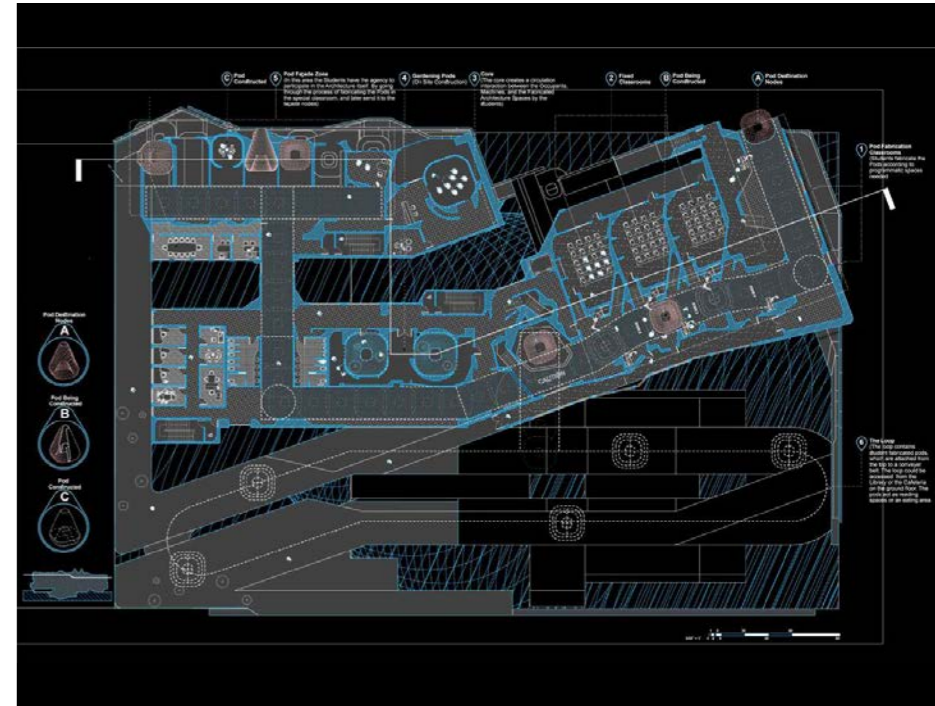 C Pod
Constructed
5 Pod Façade Zone
(In this area the Students have the agency to
participate in the Architecture itself. By going
through the process of fabricating the Pods in
the special classroom, and later send it to the
façade nodes)
4 Gardening Pods
(On Site Construction)
3 Core
(The core creates a circulation
interaction between the Occupants,
Machines, and the Fabricated
Architecture Spaces by the
students)
2 Fixed
Classrooms
B Pod Being
Constructed
A Pod Destination
Nodes
1 Pod Fabrication
Classrooms
(Students fabricate the
Pods according to
programmatic spaces
needed
Pod Destination
Nodes
A
Pod Being
Constructed
B
Pod
Constructed
C
CAUTION
6 The Loop
(The loop contains
student fabricated pods,
which are attached from
the top to a conveyer
belt. The loop could be
accessed from the
Library or the Cafeteria
on the ground floor. The
pods act as reading
spaces or an eating area